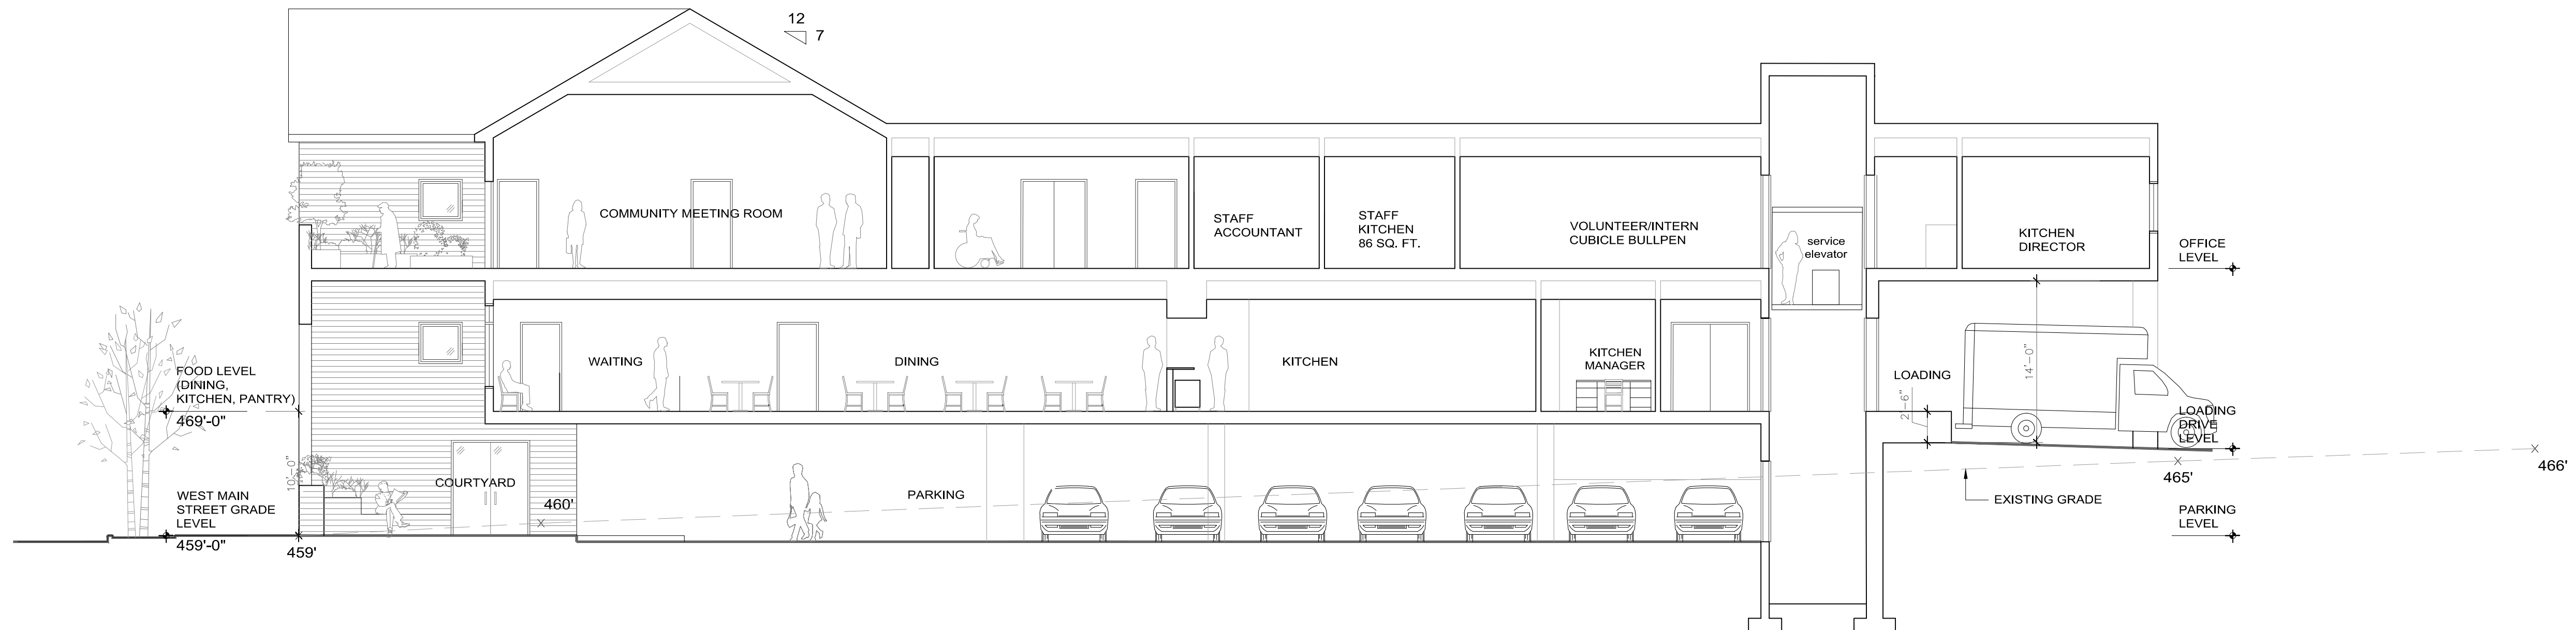 12
7
COMMUNITY MEETING ROOM
STAFF
ACCOUNTANT
STAFF
KITCHEN
86 SQ. FT.
VOLUNTEER/INTERN
CUBICLE BULLPEN
service
elevator
KITCHEN
DIRECTOR
OFFICE
LEVEL
FOOD LEVEL
(DINING,
KITCHEN, PANTRY)
469'-0"
WAITING
DINING
KITCHEN
KITCHEN
MANAGER
LOADING
2'-6"
14'-0"
LOADING
DRIVE
LEVEL
10'-0"
WEST MAIN
STREET GRADE
LEVEL
459'-0"
459'
COURTYARD
460'
PARKING
EXISTING GRADE
465'
466'
PARKING
LEVEL